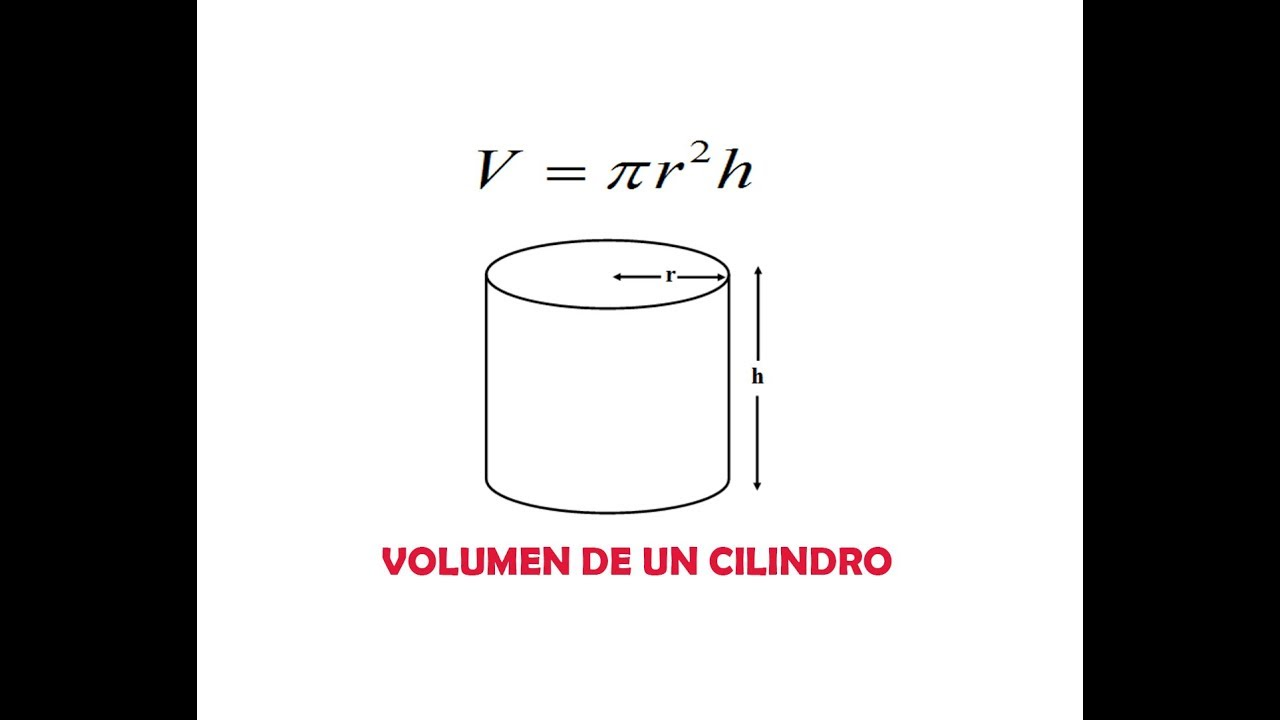 V = πr²h
r
h
VOLUMEN DE UN CILINDRO